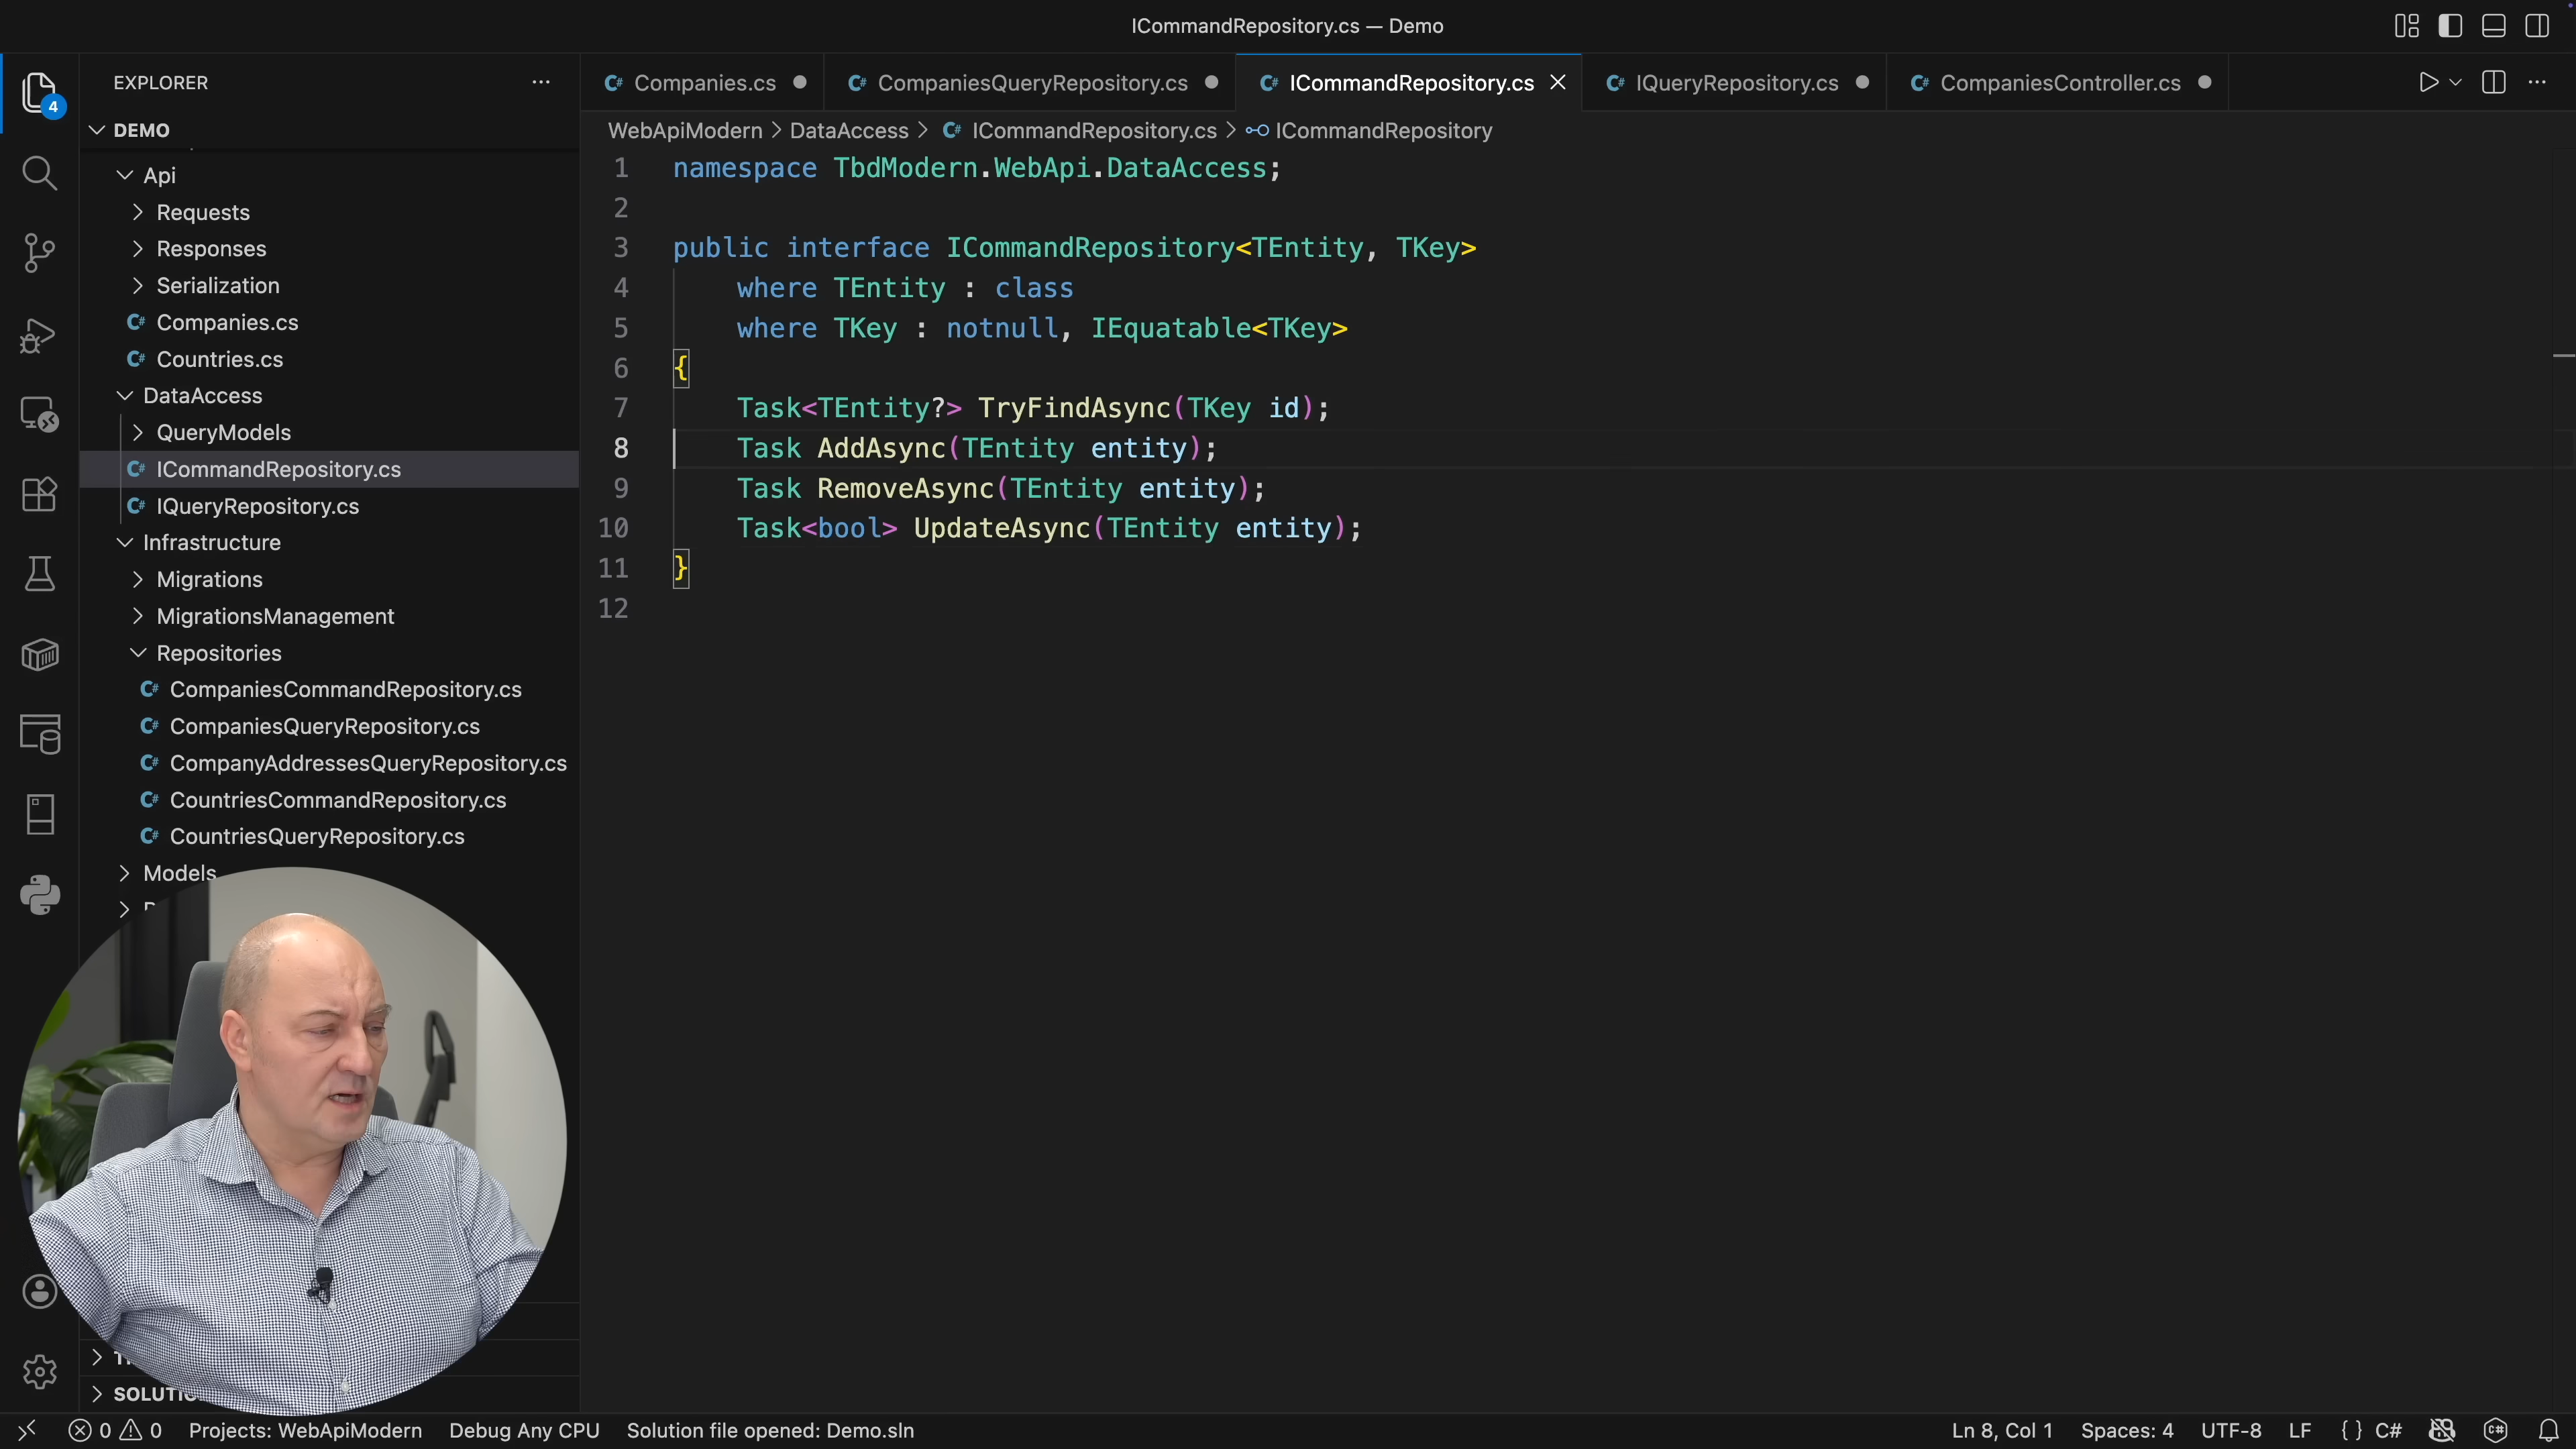 ICommandRepository.cs — Demo
EXPLORER
Companies.cs
CompaniesQueryRepository.cs
ICommandRepository.cs
IQueryRepository.cs
CompaniesController.cs
4
DEMO
WebApiModern > DataAccess > ICommandRepository.cs > ICommandRepository
Api
Requests
Responses
Serialization
Companies.cs
Countries.cs
DataAccess
QueryModels
ICommandRepository.cs
IQueryRepository.cs
Infrastructure
Migrations
MigrationsManagement
Repositories
CompaniesCommandRepository.cs
CompaniesQueryRepository.cs
CompanyAddressesQueryRepository.cs
CountriesCommandRepository.cs
CountriesQueryRepository.cs
Models
1 namespace TbdModern.WebApi.DataAccess;
2
3 public interface ICommandRepository<TEntity, TKey>
4 where TEntity : class
5 where TKey : notnull, IEquatable<TKey>
6 {
7 Task<TEntity?> TryFindAsync(TKey id);
8 Task AddAsync(TEntity entity);
9 Task RemoveAsync(TEntity entity);
10 Task<bool> UpdateAsync(TEntity entity);
11 }
12
0 0 Projects: WebApiModern Debug Any CPU Solution file opened: Demo.sln Ln 8, Col 1 Spaces: 4 UTF-8 LF { } C#